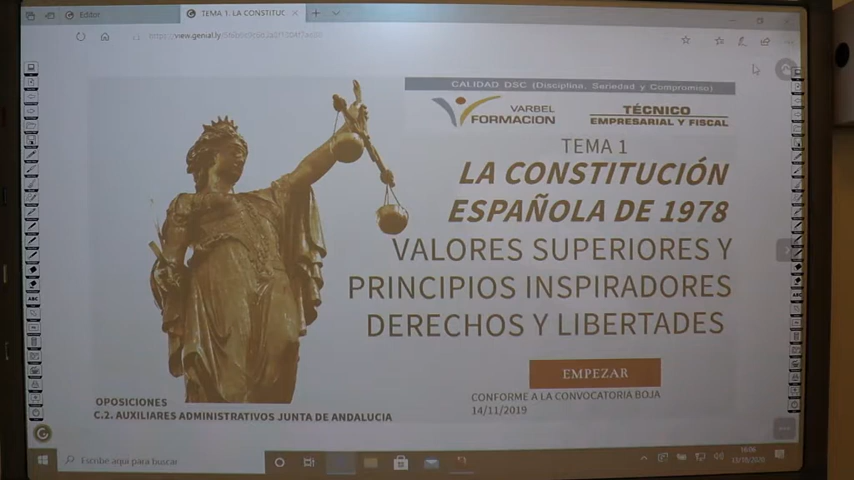 Editor
TEMA 1: LA CONSTITUC
CALIDAD DSC (Disciplina, Seriedad y Compromiso)
VARBEL
FORMACION
TÉCNICO
EMPRESARIAL Y FISCAL
TEMA 1
LA CONSTITUCIÓN
ESPAÑOLA DE 1978
VALORES SUPERIORES Y
PRINCIPIOS INSPIRADORES
DERECHOS Y LIBERTADES
EMPEZAR
CONFORME A LA CONVOCATORIA BOJA
14/11/2019
OPOSICIONES
C.2. AUXILIARES ADMINISTRATIVOS JUNTA DE ANDALUCIA
ABC
ABC
Escribe aquí para buscar